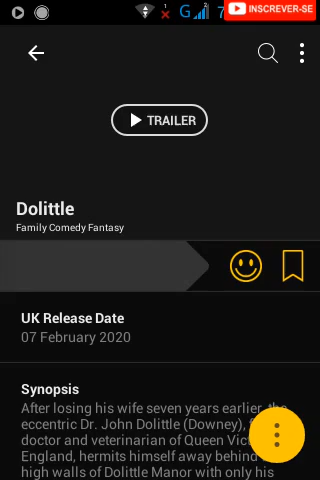 G 7
INSCREVER-SE
TRAILER
Dolittle
Family Comedy Fantasy
UK Release Date
07 February 2020
Synopsis
After losing his wife seven years earlier, the
eccentric Dr. John Dolittle (Downey),
doctor and veterinarian of Queen
England, hermits himself away behind
high walls of Dolittle Manor with only his